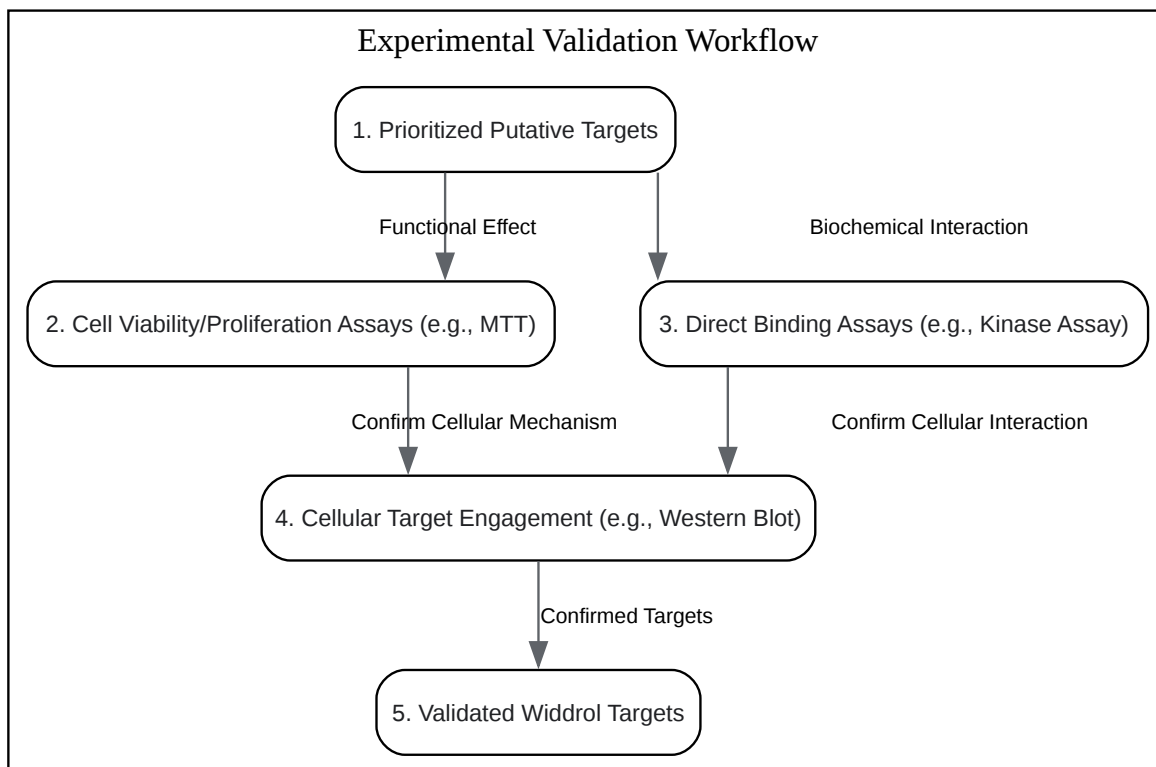 Experimental Validation Workflow
1. Prioritized Putative Targets
Functional Effect
Biochemical Interaction
2. Cell Viability/Proliferation Assays (e.g., MTT)
3. Direct Binding Assays (e.g., Kinase Assay)
Confirm Cellular Mechanism
Confirm Cellular Interaction
4. Cellular Target Engagement (e.g., Western Blot)
Confirmed Targets
5. Validated Widdrol Targets